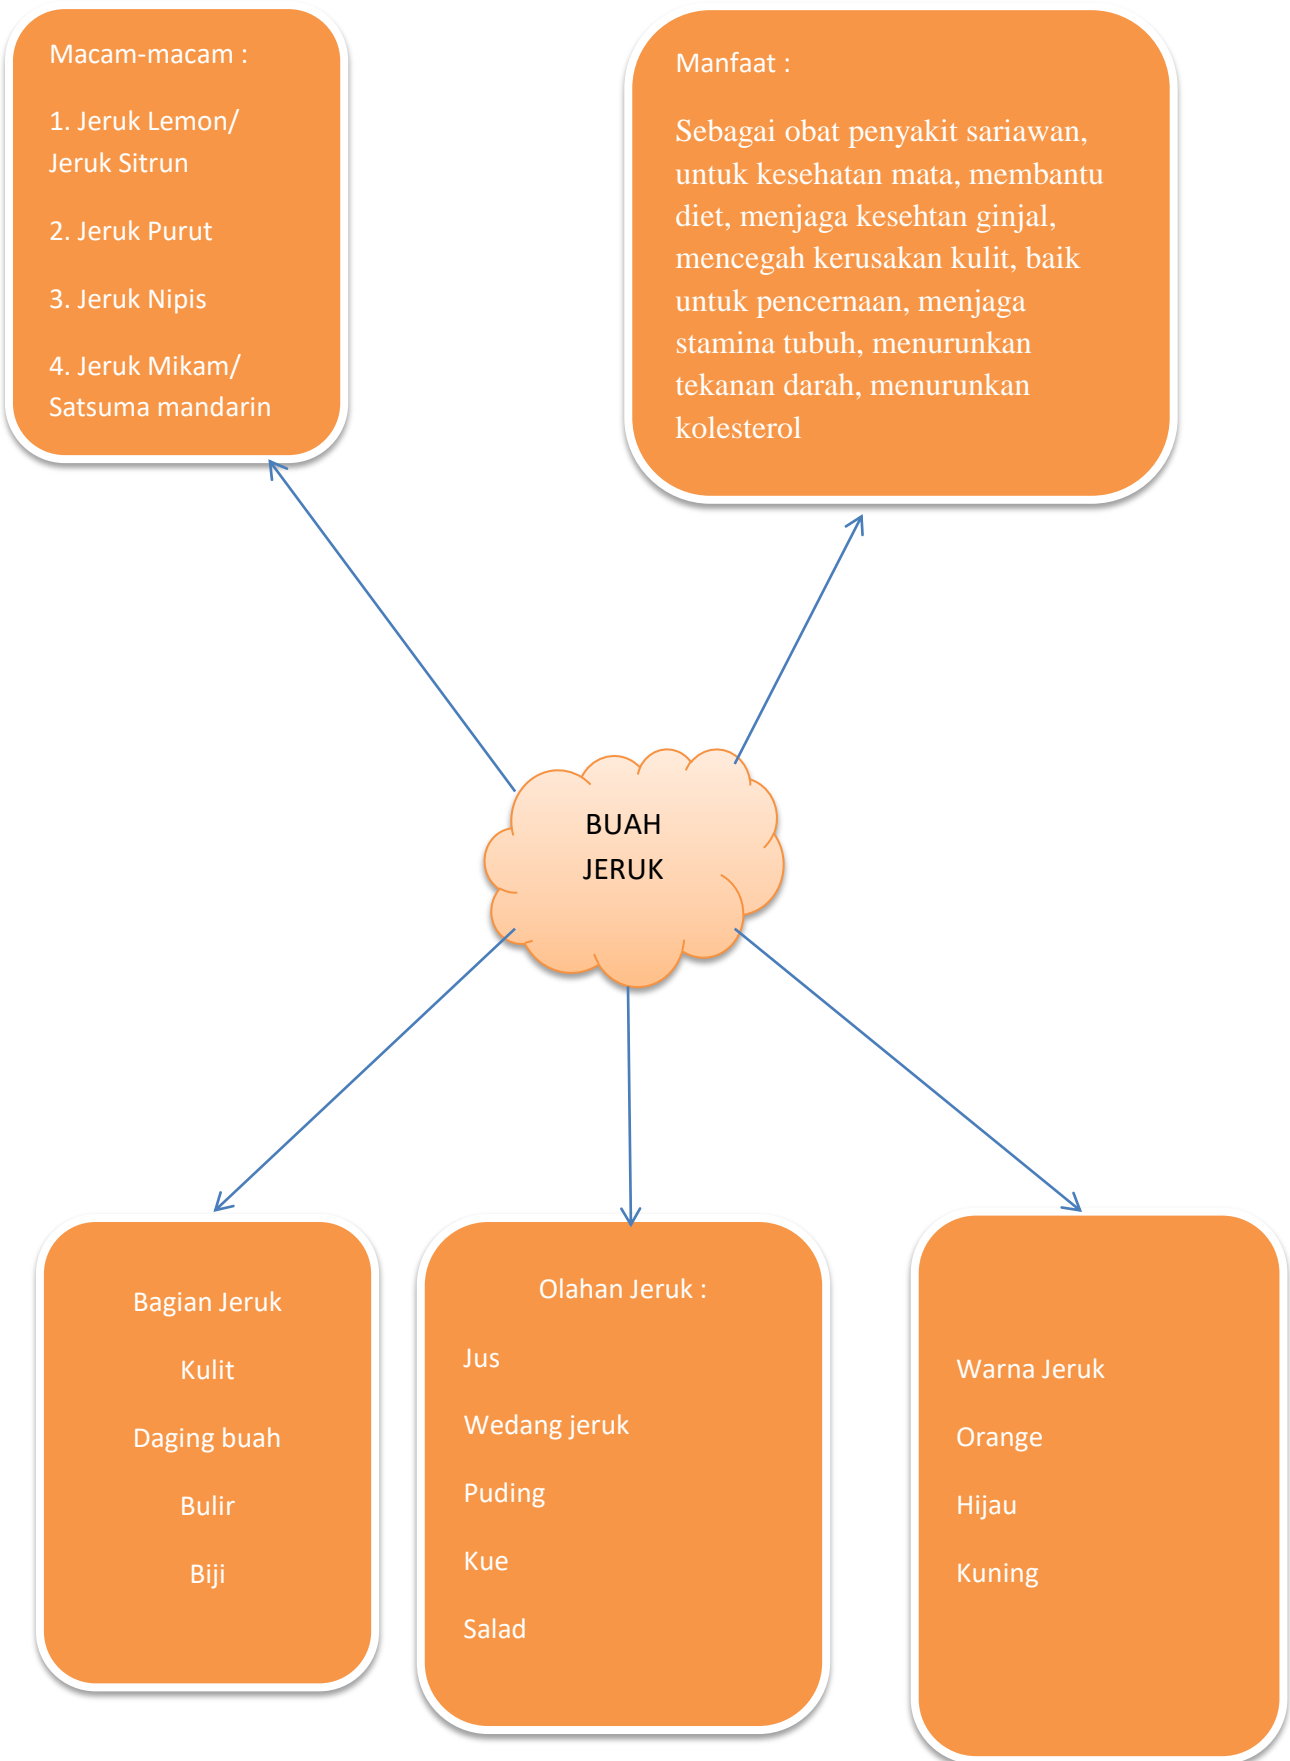 Macam-macam :
1. Jeruk Lemon/
Jeruk Sitrun
2. Jeruk Purut
3. Jeruk Nipis
4. Jeruk Mikam/
Satsuma mandarin
Manfaat :
Sebagai obat penyakit sariawan,
untuk kesehatan mata, membantu
diet, menjaga kesehtan ginjal,
mencegah kerusakan kulit, baik
untuk pencernaan, menjaga
stamina tubuh, menurunkan
tekanan darah, menurunkan
kolesterol
BUAH
JERUK
Bagian Jeruk
Kulit
Daging buah
Bulir
Biji
Olahan Jeruk :
Jus
Wedang jeruk
Puding
Kue
Salad
Warna Jeruk
Orange
Hijau
Kuning